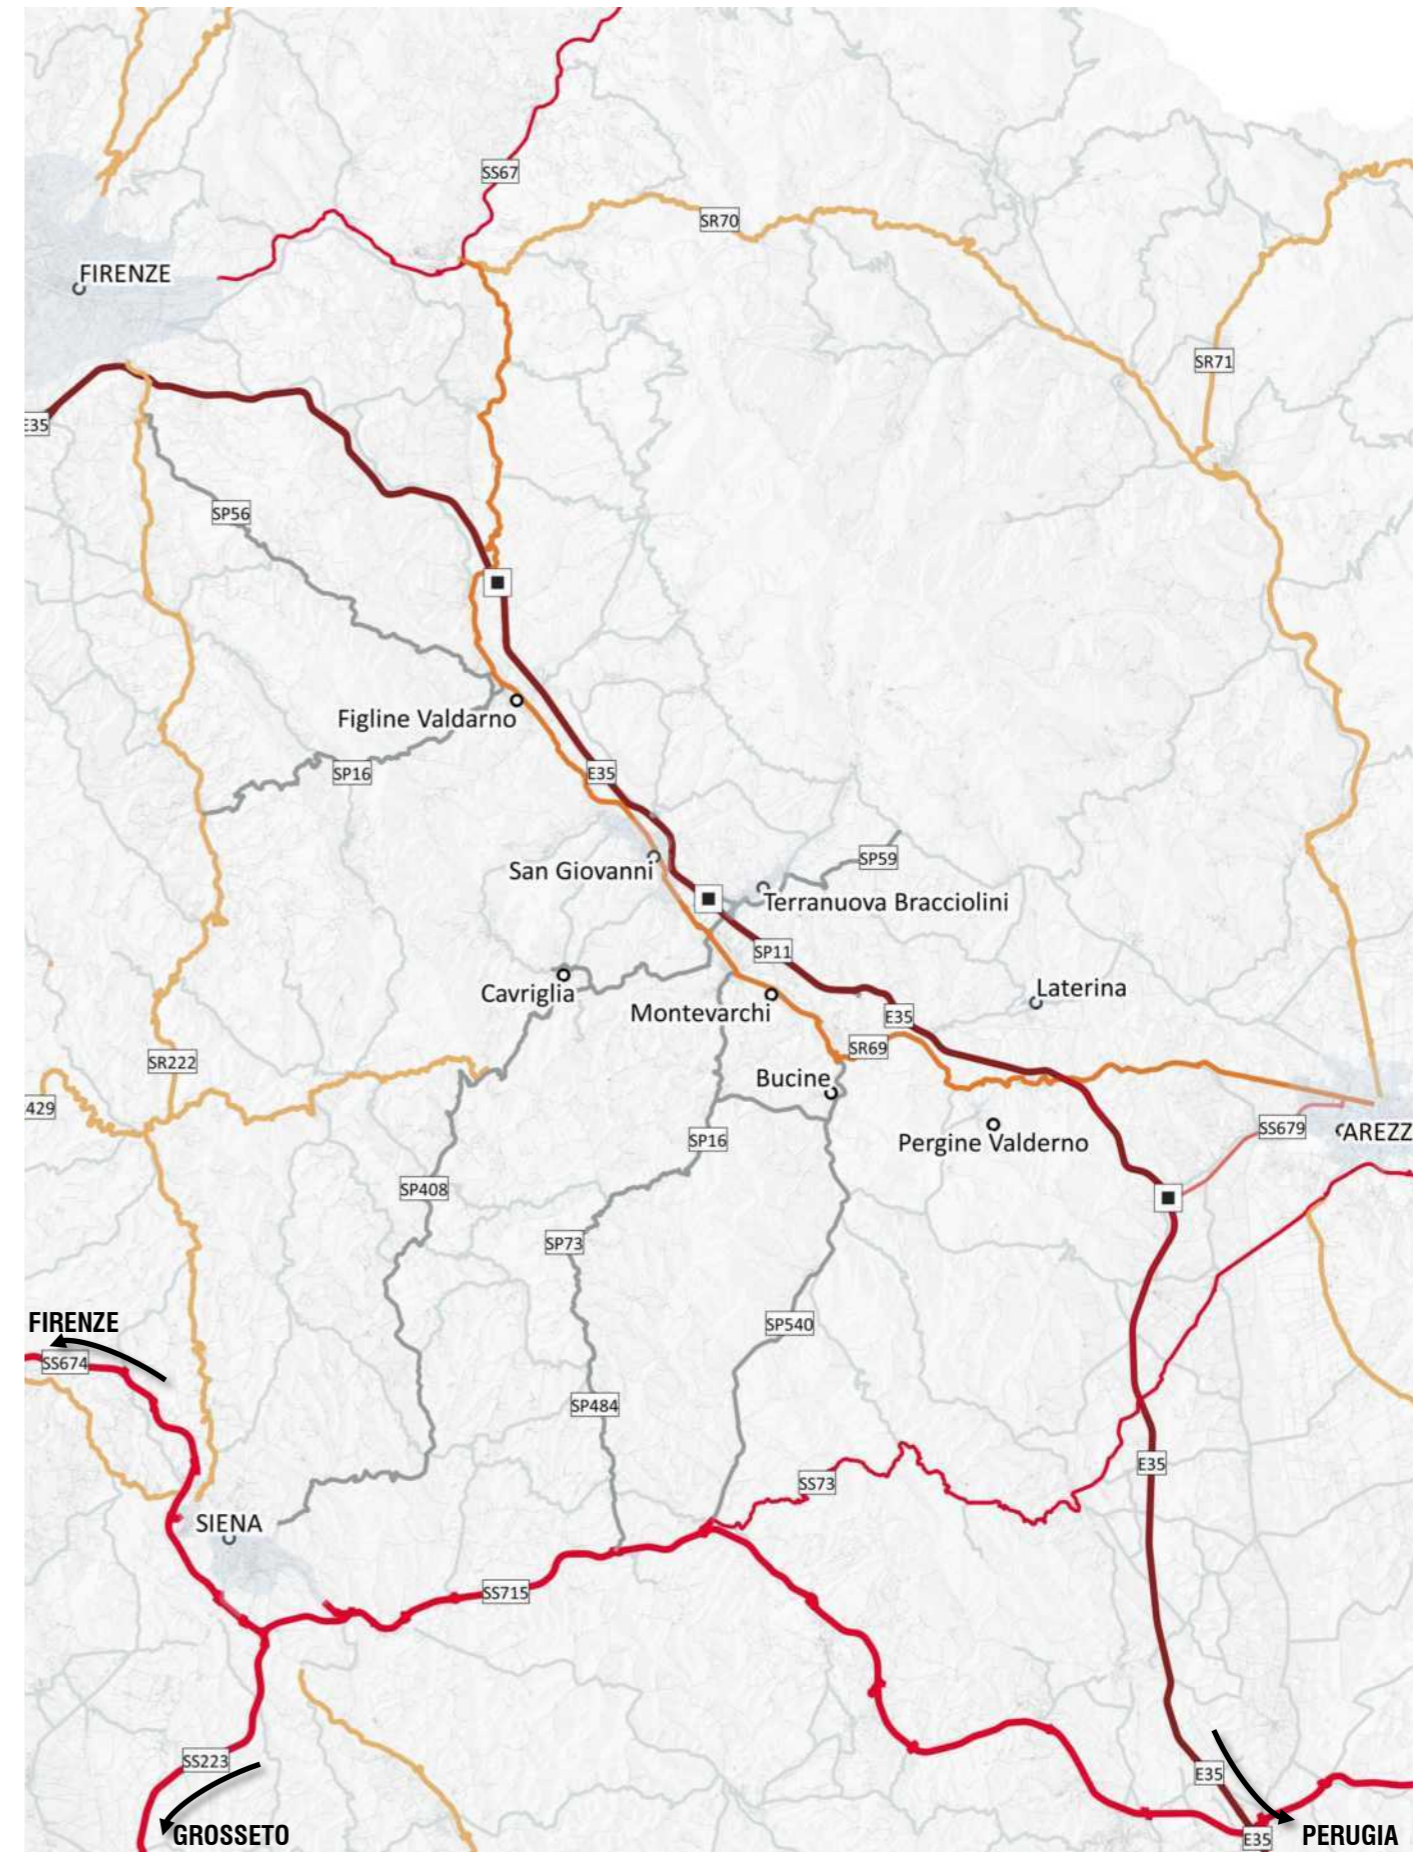 SS67
SR70
FIRENZE
SR71
E35
SP56
Figline Valdarno
SP16
E35
San Giovanni
SP59
Terranuova Bracciolini
SP11
Cavriglia
Montevarchi
Laterina
E35
SR69
SR222
Bucine
429
SS679
SP16
Pergine Valderno
AREZZ
SP408
SP73
FIRENZE
SP540
SS674
SP484
E35
SS73
SIENA
SS715
SS223
E35
GROSSETO
E35
PERUGIA